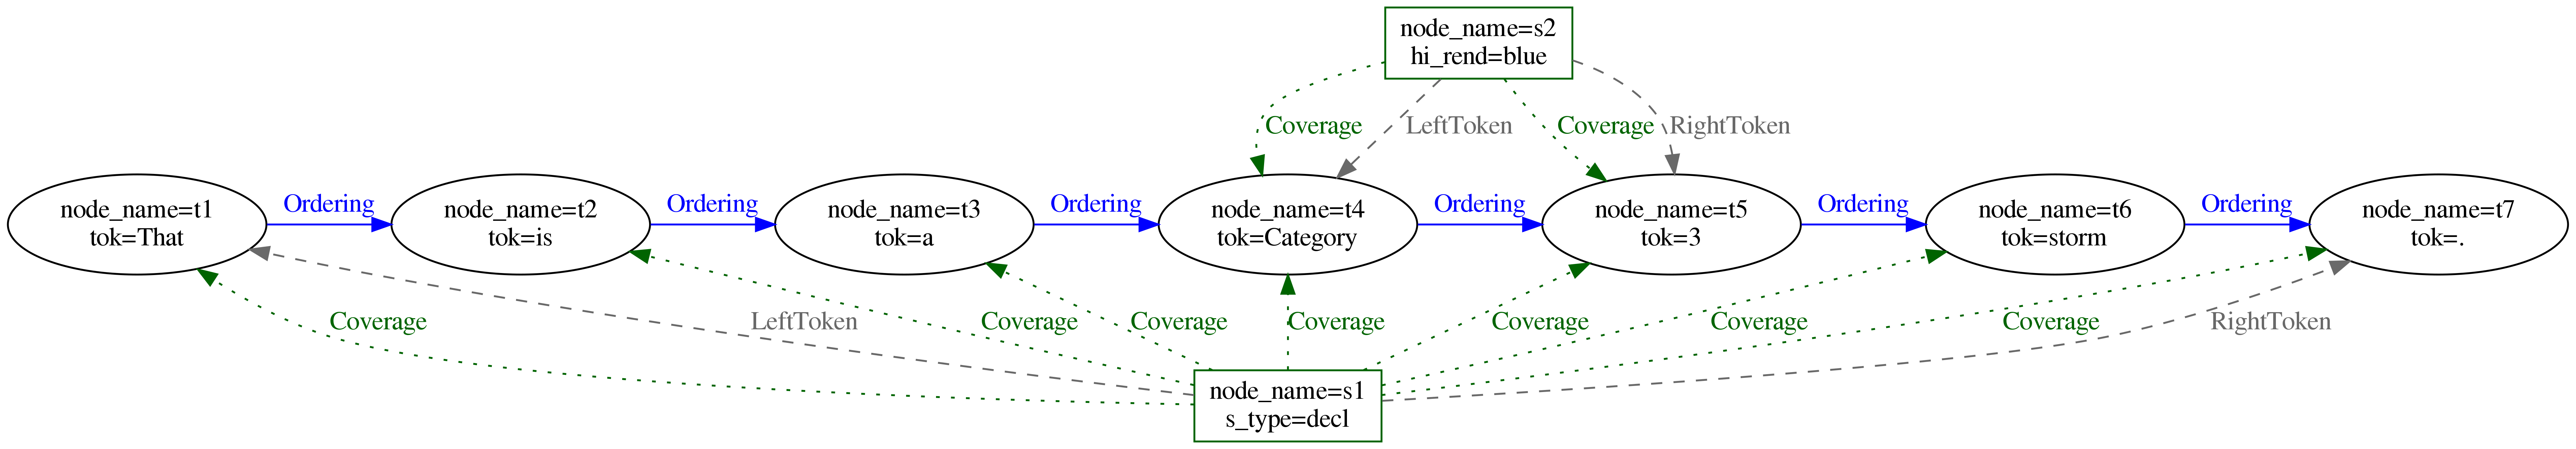 node_name=s2
hi_rend=blue
Coverage
LeftToken
Coverage
RightToken
node_name=t1
tok=That
Ordering
node_name=t2
tok=is
Ordering
node_name=t3
tok=a
Ordering
node_name=t4
tok=Category
Ordering
node_name=t5
tok=3
Ordering
node_name=t6
tok=storm
Ordering
node_name=t7
tok=.
Coverage
LeftToken
Coverage
Coverage
Coverage
Coverage
Coverage
Coverage
RightToken
node_name=s1
s_type=decl